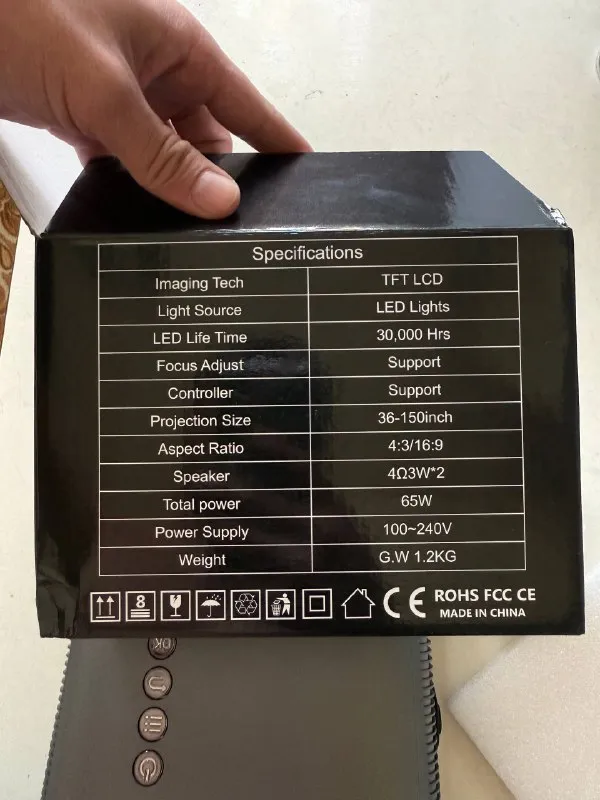 Specifications
Imaging Tech TFT LCD
Light Source LED Lights
LED Life Time 30,000 Hrs
Focus Adjust Support
Controller Support
Projection Size 36-150inch
Aspect Ratio 4:3/16:9
Speaker 4Ω3W*2
Total power 65W
Power Supply 100~240V
Weight G.W 1.2KG
8 CE ROHS FCC CE
MADE IN CHINA
OK